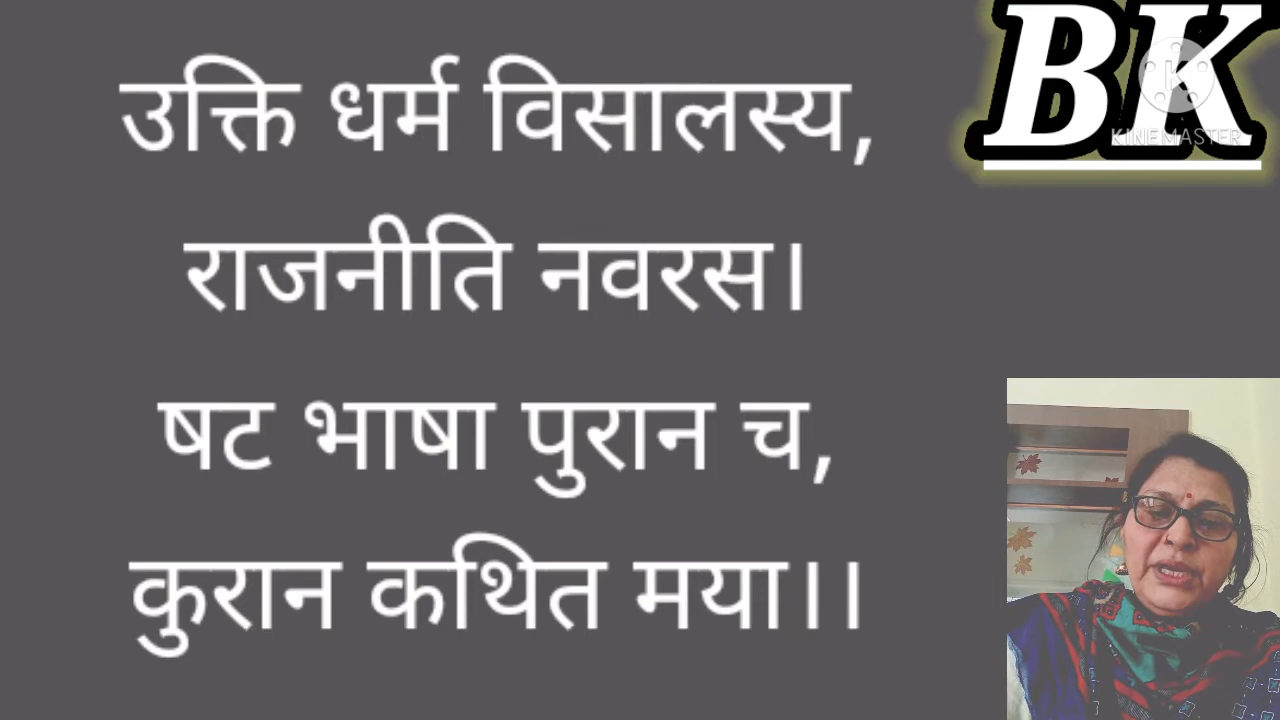 BK
KINEMASTER
उक्ति धर्म विसालस्य,
राजनीति नवरस।
षट भाषा पुरान च,
कुरान कथित मया।।